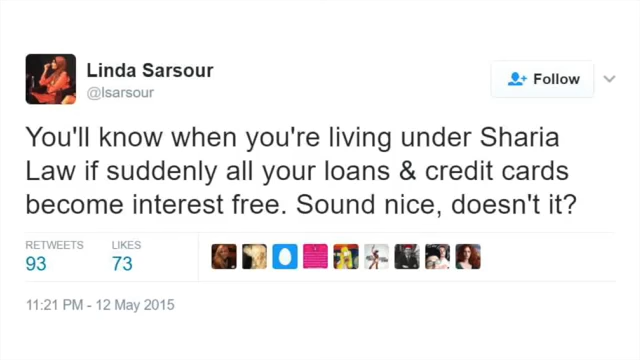 Linda Sarsour
@lsarsour
Follow
You'll know when you're living under Sharia
Law if suddenly all your loans & credit cards
become interest free. Sound nice, doesn't it?
RETWEETS LIKES
93 73
11:21 PM - 12 May 2015